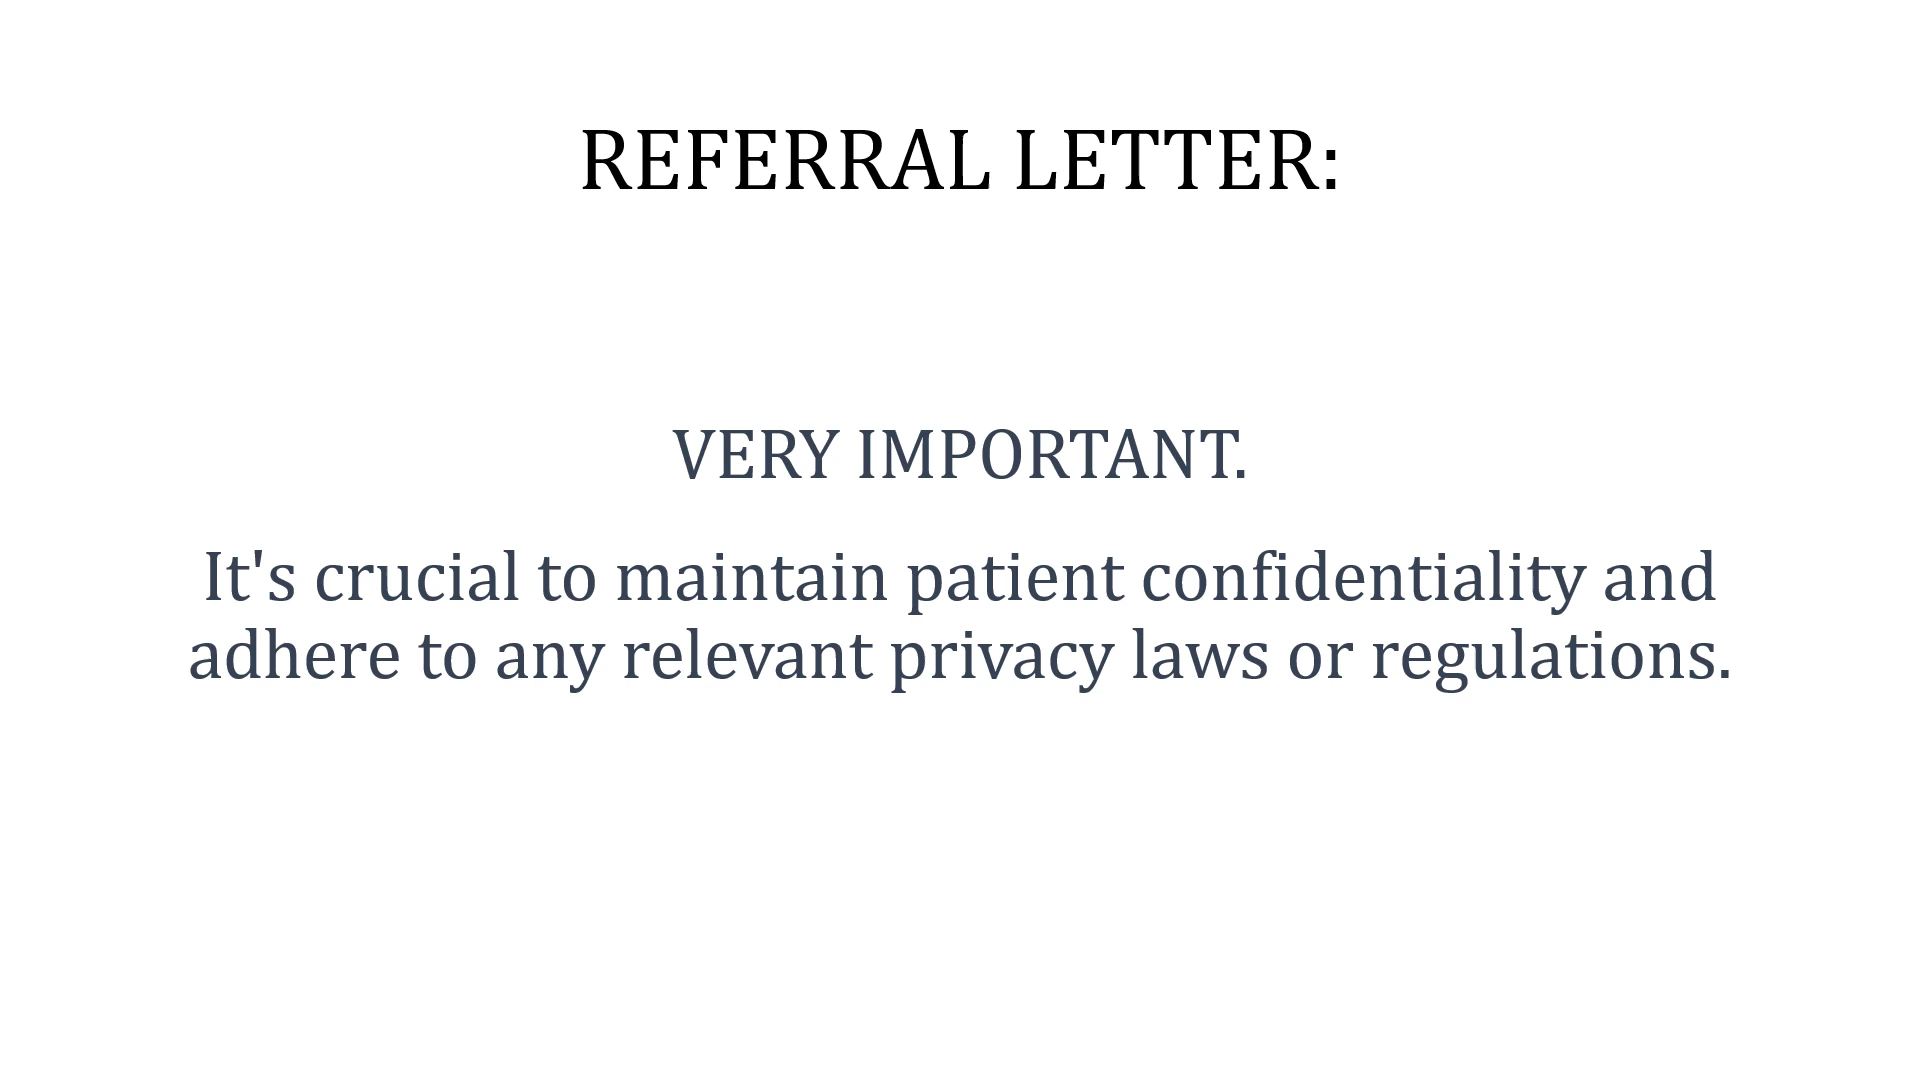 REFERRAL LETTER:
VERY IMPORTANT.
It's crucial to maintain patient confidentiality and
adhere to any relevant privacy laws or regulations.